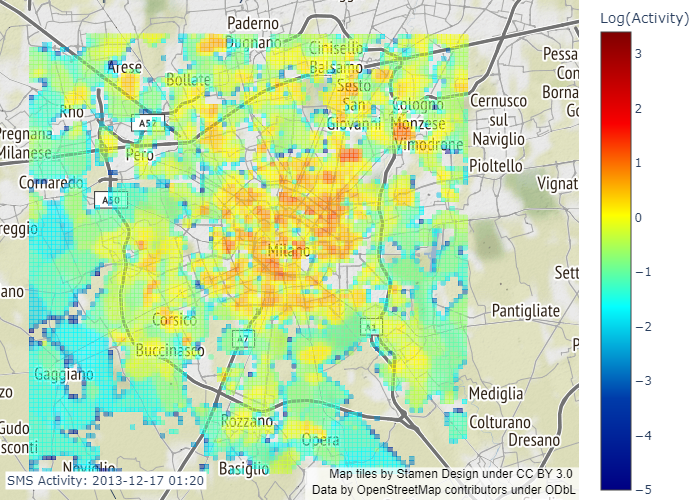 Log(Activity)
Paderno
Dugnano
Cinisello
Balsamo
Arese
Bollate
Sesto
San
Giovanni
Cologno
Monzese
Cernusco
sul
Naviglio
Pessa
Con
Borna
Go
Rho
A52
Pregnana
Milanese
Pero
Vimodrone
Pioltello
Cornaredo
A50
Vignat
reggio
Milano
Sett
ano
Pantigliate
Corsico
A7
A1
P
Buccinasco
Gaggiano
zo
Mediglia
Rozzano
Colturano
Gudo
sconti
Opera
Dresano
Noviglio
Basiglio
SMS Activity: 2013-12-17 01:20
Map tiles by Stamen Design under CC BY 3.0
Data by OpenStreetMap contributors under ODbL
3
2
1
0
−1
−2
−3
−4
−5